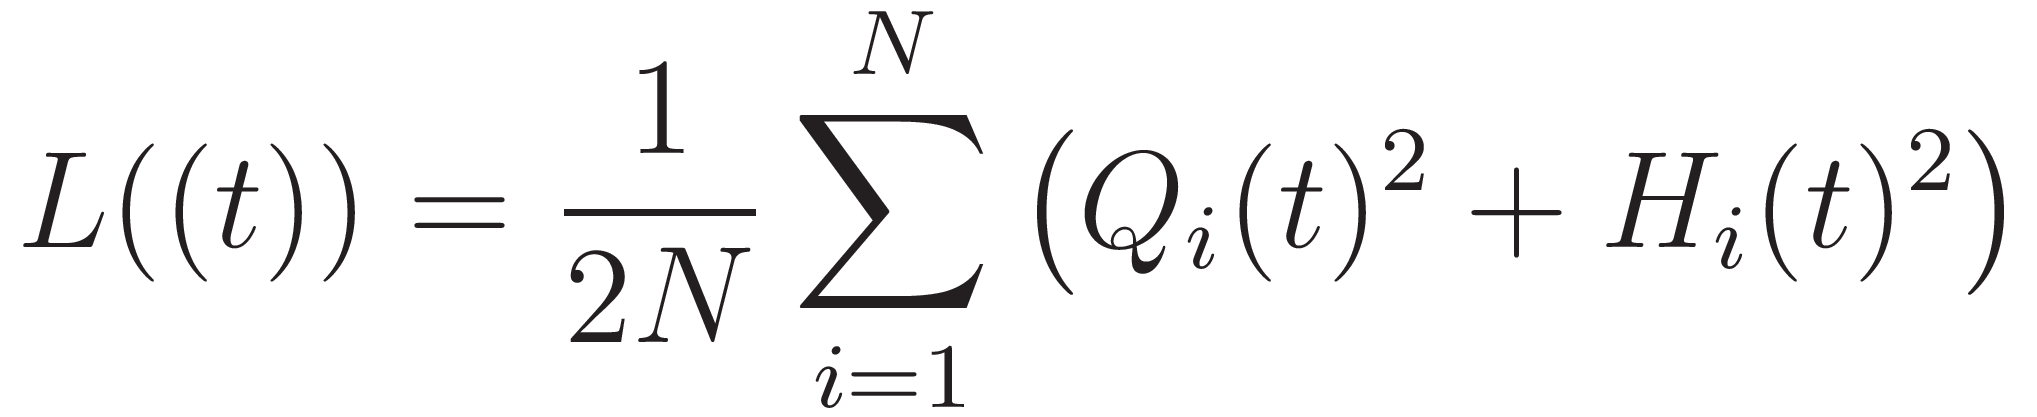 L((t)) = \frac{1}{2N} \sum_{i=1}^{N} \left( Q_i(t)^2 + H_i(t)^2 \right)